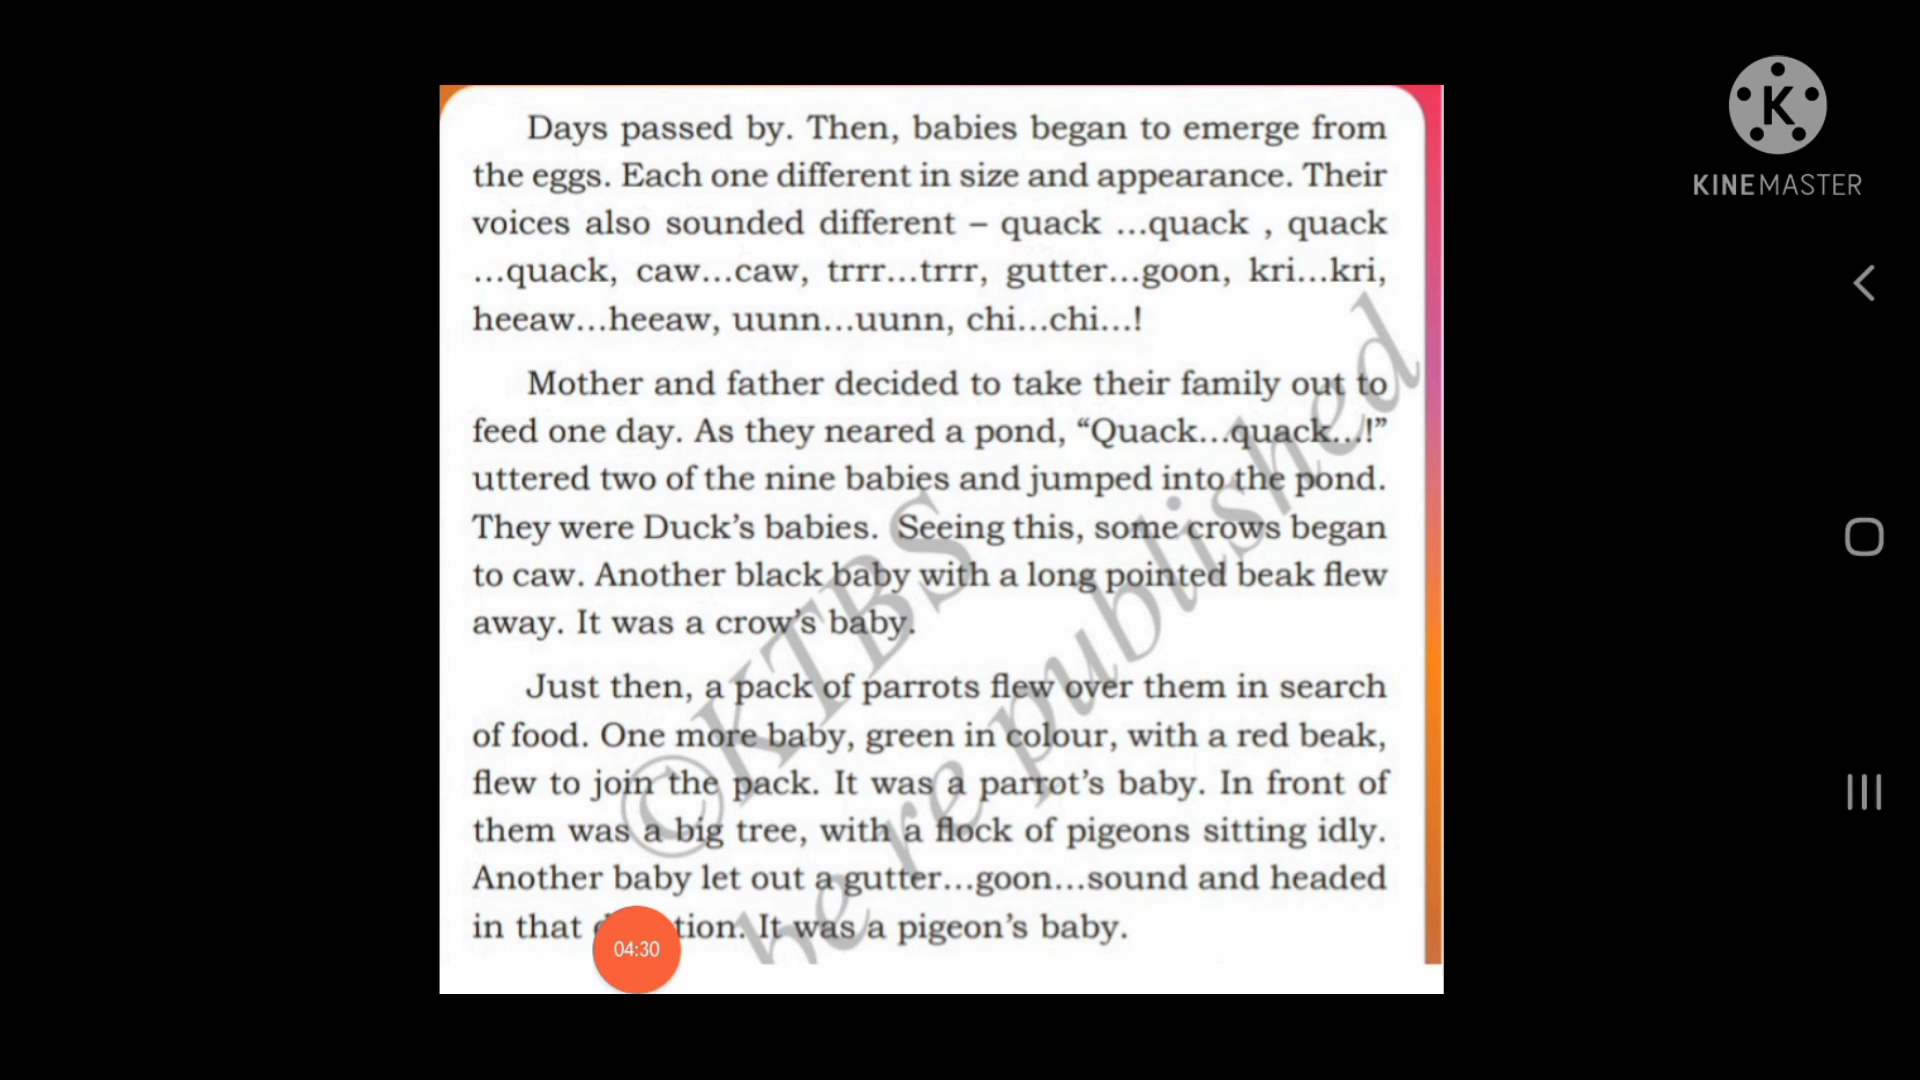 Days passed by. Then, babies began to emerge from
the eggs. Each one different in size and appearance. Their
voices also sounded different – quack ...quack , quack
...quack, caw...caw, trrr...trrr, gutter...goon, kri...kri,
heeaw...heeaw, uunn...uunn, chi...chi...!
Mother and father decided to take their family out to
feed one day. As they neared a pond, “Quack...quack...!”
uttered two of the nine babies and jumped into the pond.
They were Duck’s babies. Seeing this, some crows began
to caw. Another black baby with a long pointed beak flew
away. It was a crow’s baby.
Just then, a pack of parrots flew over them in search
of food. One more baby, green in colour, with a red beak,
flew to join the pack. It was a parrot’s baby. In front of
them was a big tree, with a flock of pigeons sitting idly.
Another baby let out a gutter...goon...sound and headed
in that tion. It was a pigeon’s baby.
©KTBS
be republished
04:30
K
KINEMASTER